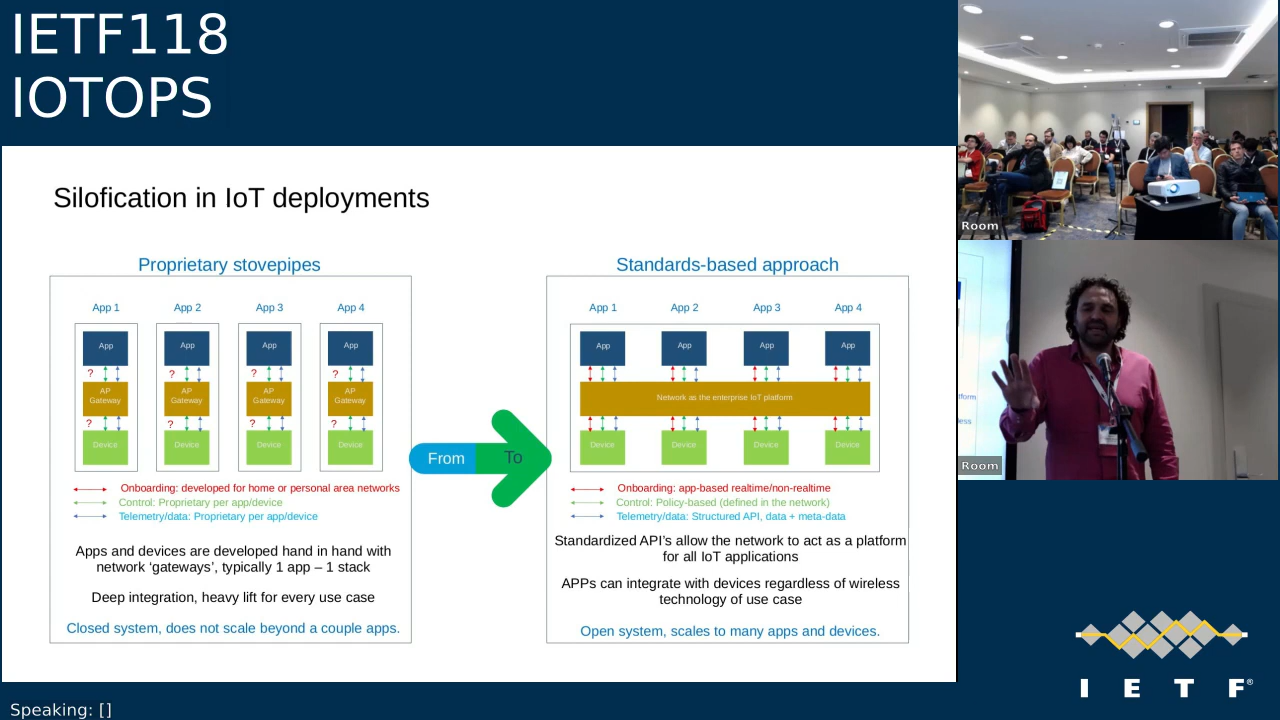 IETF118
IOTOPS
Silofication in IoT deployments
Proprietary stovepipes
App 1 App 2 App 3 App 4
App App App App
? ? ? ?
AP Gateway AP Gateway AP Gateway AP Gateway
? ? ? ?
Device Device Device Device
Onboarding: developed for home or personal area networks
Control: Proprietary per app/device
Telemetry/data: Proprietary per app/device
Apps and devices are developed hand in hand with
network ‘gateways’, typically 1 app – 1 stack
Deep integration, heavy lift for every use case
Closed system, does not scale beyond a couple apps.
From To
Standards-based approach
App 1 App 2 App 3 App 4
App App App App
Network as the enterprise IoT platform
Device Device Device Device
Onboarding: app-based realtime/non-realtime
Control: Policy-based (defined in the network)
Telemetry/data: Structured API, data + meta-data
Standardized API’s allow the network to act as a platform
for all IoT applications
APPs can integrate with devices regardless of wireless
technology of use case
Open system, scales to many apps and devices.
Room
Room
I E T F®
Speaking: []